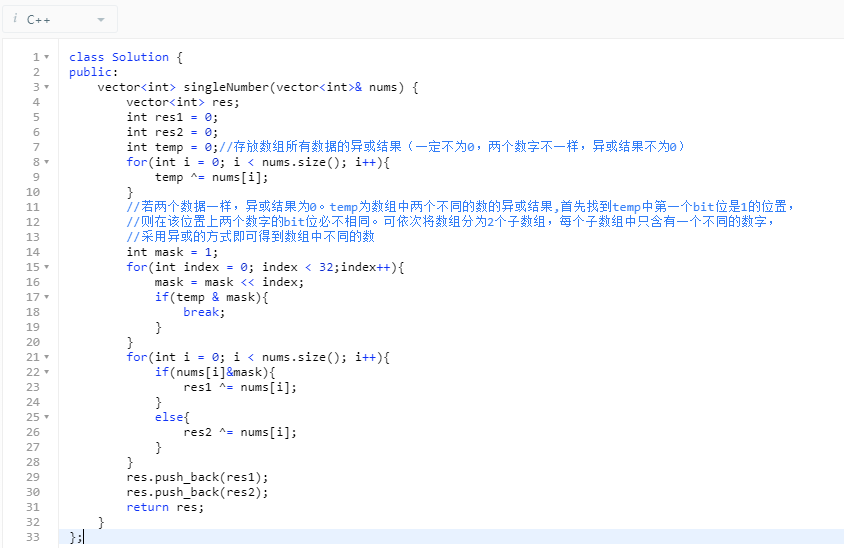 i C++
1 class Solution {
2 public:
3     vector<int> singleNumber(vector<int>& nums) {
4         vector<int> res;
5         int res1 = 0;
6         int res2 = 0;
7         int temp = 0;//存放数组所有数据的异或结果（一定不为0，两个数字不一样，异或结果不为0）
8         for(int i = 0; i < nums.size(); i++){
9             temp ^= nums[i];
10         }
11         //若两个数据一样，异或结果为0。temp为数组中两个不同的数的异或结果,首先找到temp中第一个bit位是1的位置，
12         //则在该位置上两个数字的bit位必不相同。可依次将数组分为2个子数组，每个子数组中只含有一个不同的数字，
13         //采用异或的方式即可得到数组中不同的数
14         int mask = 1;
15         for(int index = 0; index < 32;index++){
16             mask = mask << index;
17             if(temp & mask){
18                 break;
19             }
20         }
21         for(int i = 0; i < nums.size(); i++){
22             if(nums[i]&mask){
23                 res1 ^= nums[i];
24             }
25             else{
26                 res2 ^= nums[i];
27             }
28         }
29         res.push_back(res1);
30         res.push_back(res2);
31         return res;
32     }
33 };